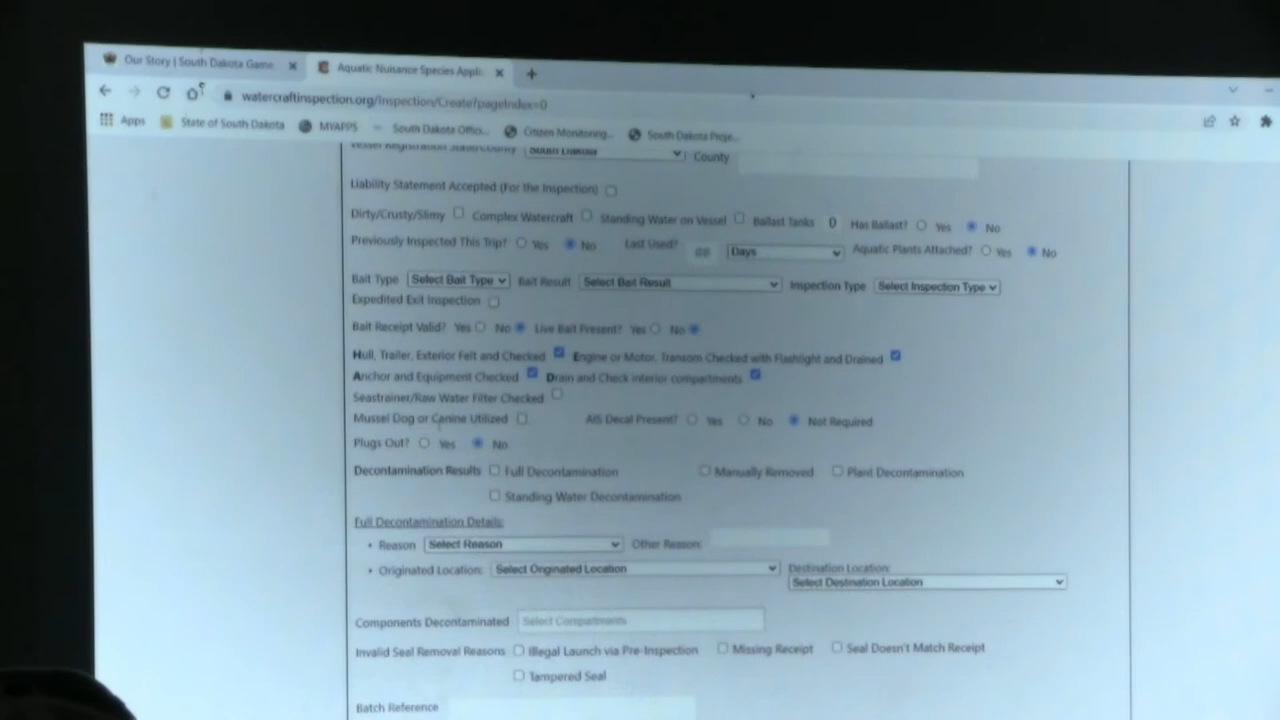 Our Story | South Dakota Game × Aquatic Nuisance Species Appli × +
watercraftinspection.org/Inspection/Create?pageIndex=0
Apps State of South Dakota MYAPPS South Dakota Offic... Citizen Monitoring... South Dakota Proje...
Vessel Registration State/County South Dakota County
Liability Statement Accepted (For the Inspection)
Dirty/Crusty/Slimy Complex Watercraft Standing Water on Vessel Ballast Tanks 0 Has Ballast? Yes No
Previously Inspected This Trip? Yes No Last Used? Days Aquatic Plants Attached? Yes No
Bait Type Select Bait Type Bait Result Select Bait Result Inspection Type Select Inspection Type
Expedited Exit Inspection
Bait Receipt Valid? Yes No Live Bait Present? Yes No
Hull, Trailer, Exterior Felt and Checked Engine or Motor, Transom Checked with Flashlight and Drained
Anchor and Equipment Checked Drain and Check interior compartments
Seastrainer/Raw Water Filter Checked
Mussel Dog or Canine Utilized AIS Decal Present? Yes No Not Required
Plugs Out? Yes No
Decontamination Results Full Decontamination Manually Removed Plant Decontamination
Standing Water Decontamination
Full Decontamination Details:
• Reason Select Reason Other Reason:
• Originated Location: Select Originated Location Destination Location:
Select Destination Location
Components Decontaminated Select Compartments
Invalid Seal Removal Reasons Illegal Launch via Pre-Inspection Missing Receipt Seal Doesn't Match Receipt
Tampered Seal
Batch Reference